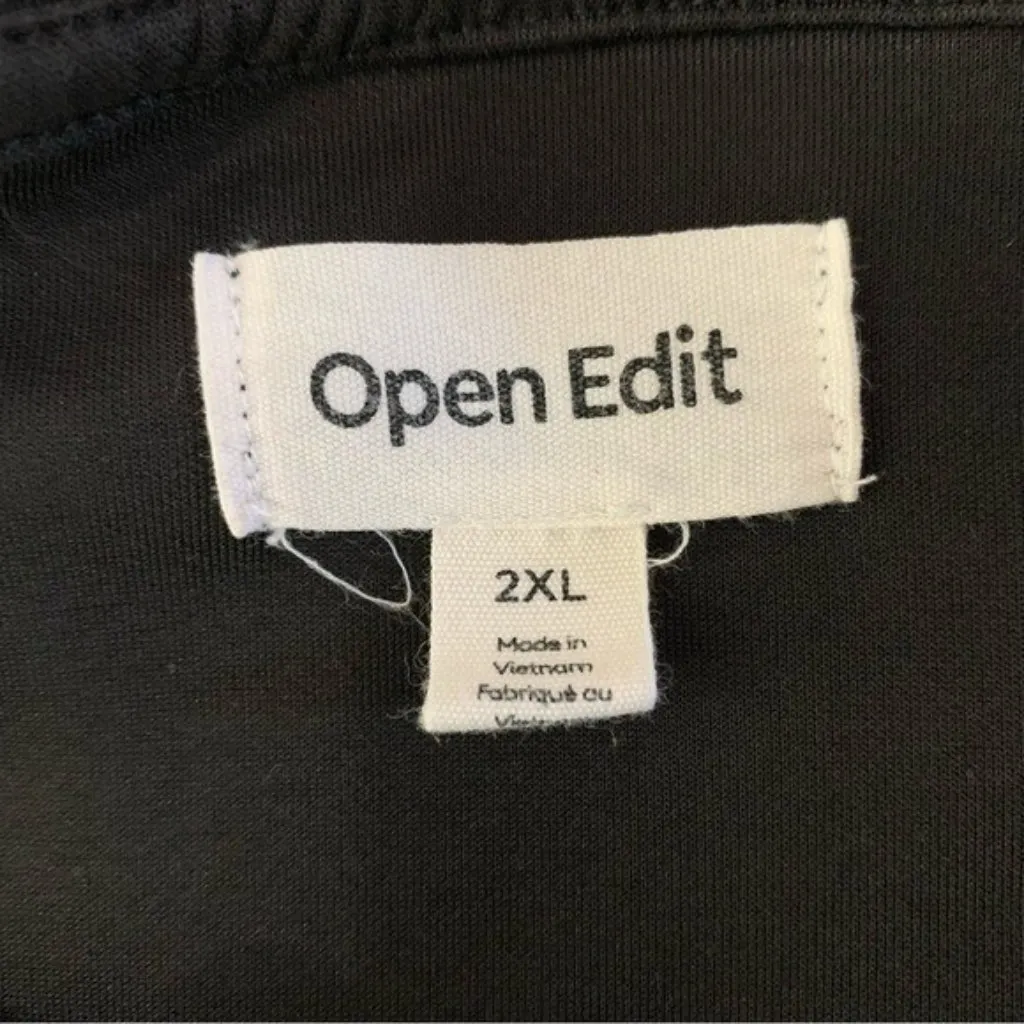 Open Edit
2XL
Made in
Vietnam
Fabriqué au